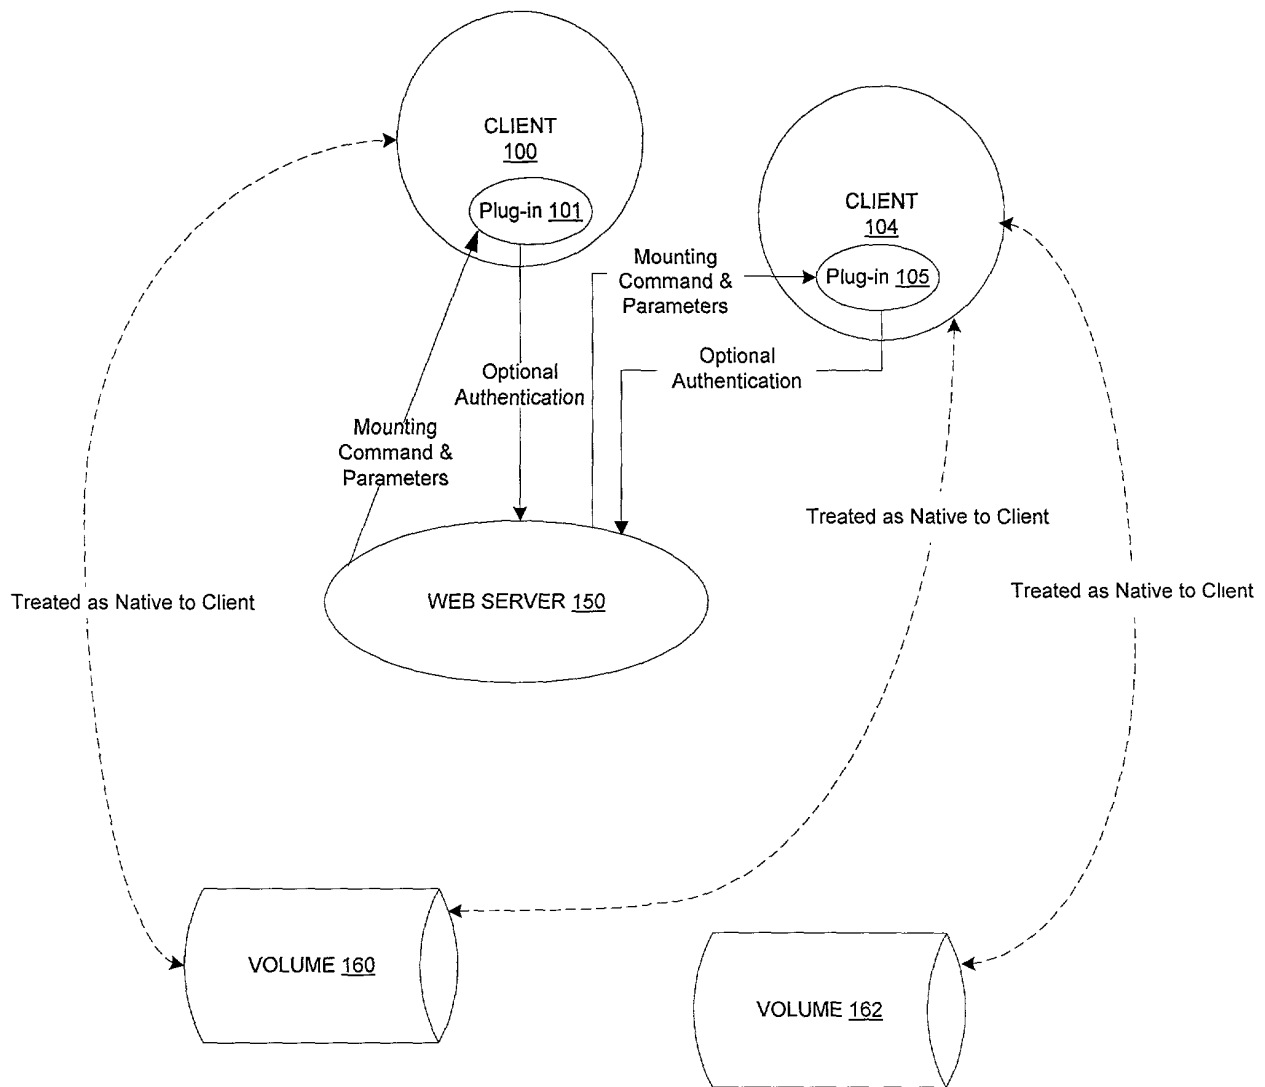 CLIENT
100
Plug-in 101
CLIENT
104
Plug-in 105
Mounting
Command &
Parameters
Optional
Authentication
Optional
Authentication
Mounting
Command &
Parameters
Treated as Native to Client
Treated as Native to Client
Treated as Native to Client
WEB SERVER 150
VOLUME 160
VOLUME 162